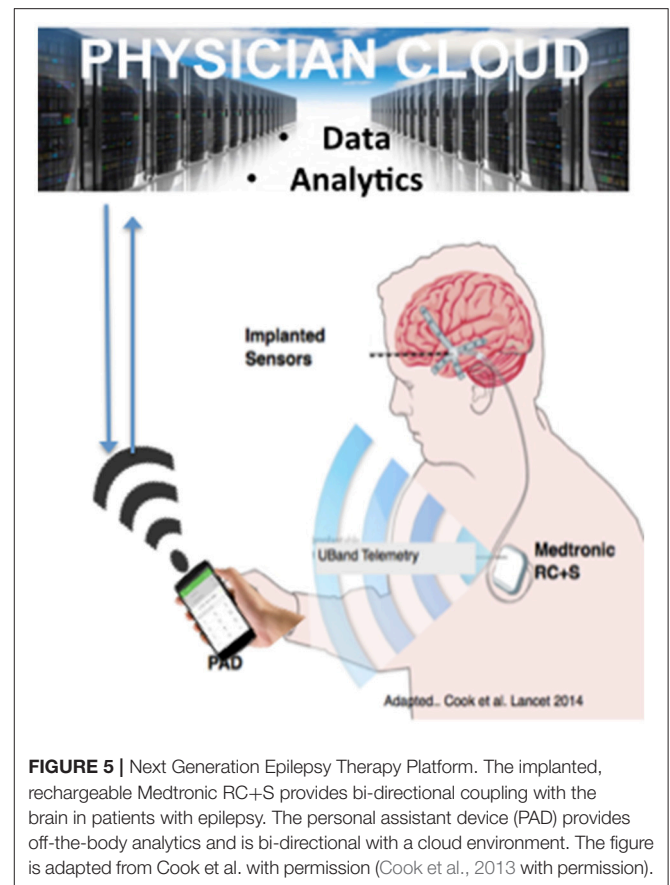 PHYSICIAN CLOUD
• Data
• Analytics
Implanted
Sensors
UBand Telemetry
Medtronic
RC+S
PAD
Adapted.. Cook et al. Lancet 2014
FIGURE 5 | Next Generation Epilepsy Therapy Platform. The implanted,
rechargeable Medtronic RC+S provides bi-directional coupling with the
brain in patients with epilepsy. The personal assistant device (PAD) provides
off-the-body analytics and is bi-directional with a cloud environment. The figure
is adapted from Cook et al. with permission (Cook et al., 2013 with permission).